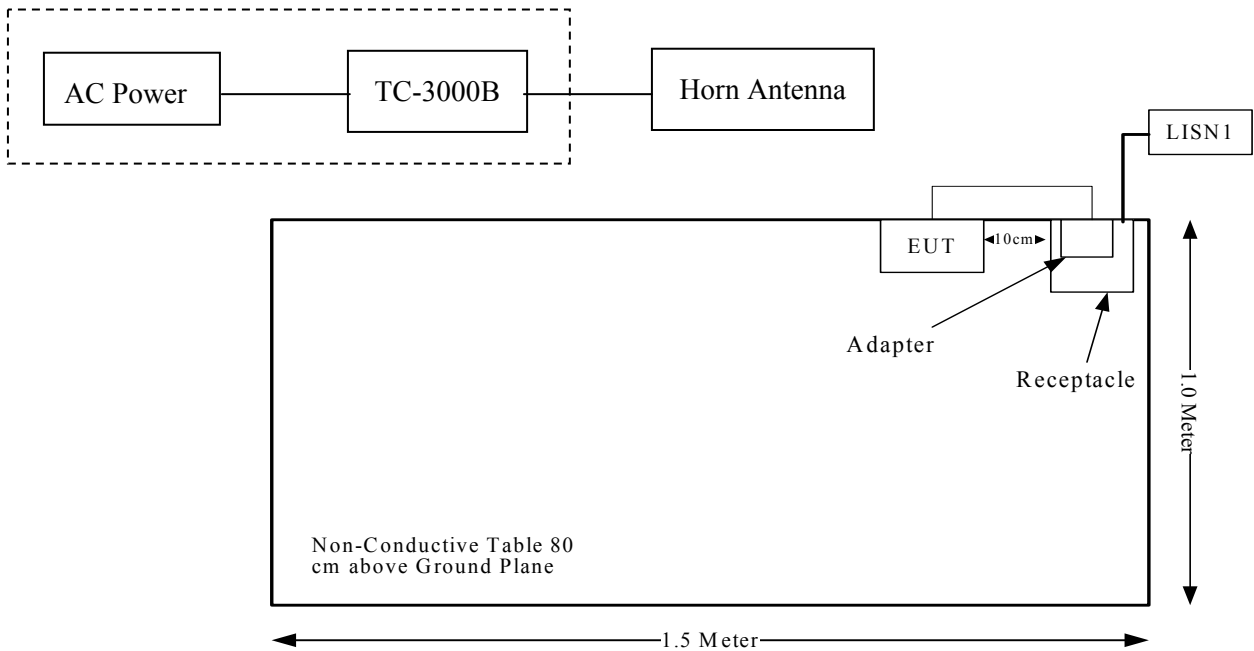 AC Power
TC-3000B
Horn Antenna
LISN1
EUT
10cm
Adapter
Receptacle
1.0 Meter
Non-Conductive Table 80
cm above Ground Plane
1.5 Meter